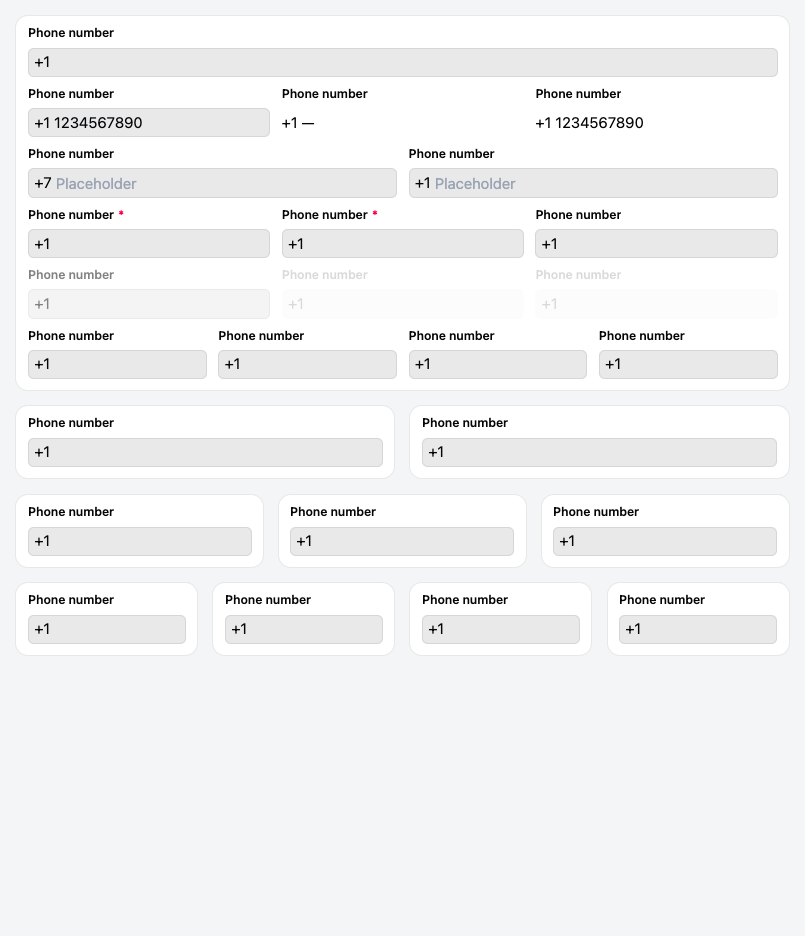 Phone number
+1
Phone number Phone number Phone number
+1 1234567890 +1 — +1 1234567890
Phone number Phone number
+7 Placeholder +1 Placeholder
Phone number * Phone number * Phone number
+1 +1 +1
Phone number Phone number Phone number
+1 +1 +1
Phone number Phone number Phone number Phone number
+1 +1 +1 +1
Phone number Phone number
+1 +1
Phone number Phone number Phone number
+1 +1 +1
Phone number Phone number Phone number Phone number
+1 +1 +1 +1